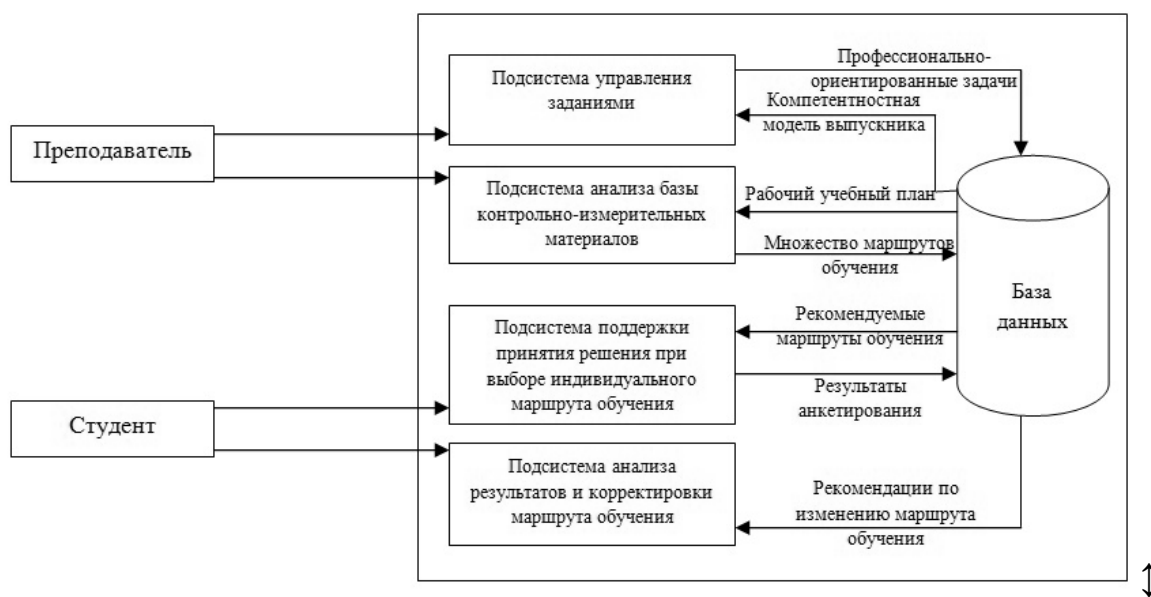 Преподаватель
Студент
Подсистема управления
заданиями
Подсистема анализа базы
контрольно-измерительных
материалов
Подсистема поддержки
принятия решения при
выборе индивидуального
маршрута обучения
Подсистема анализа
результатов и корректировки
маршрута обучения
Профессионально-
ориентированные задачи
Компетентностная
модель выпускника
Рабочий учебный план
Множество маршрутов
обучения
Рекомендуемые
маршруты обучения
Результаты
анкетирования
Рекомендации по
изменению маршрута
обучения
База
данных